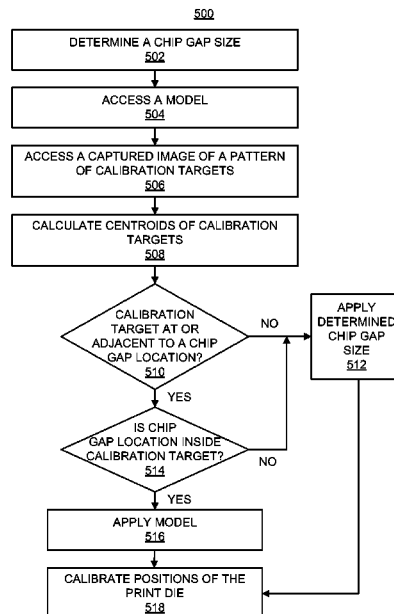 500
DETERMINE A CHIP GAP SIZE
502
ACCESS A MODEL
504
ACCESS A CAPTURED IMAGE OF A PATTERN
OF CALIBRATION TARGETS
506
CALCULATE CENTROIDS OF CALIBRATION
TARGETS
508
CALIBRATION
TARGET AT OR
ADJACENT TO A CHIP
GAP LOCATION?
510
NO
APPLY
DETERMINED
CHIP GAP
SIZE
512
YES
IS CHIP
GAP LOCATION INSIDE
CALIBRATION TARGET?
514
NO
YES
APPLY MODEL
516
CALIBRATE POSITIONS OF THE
PRINT DIE
518